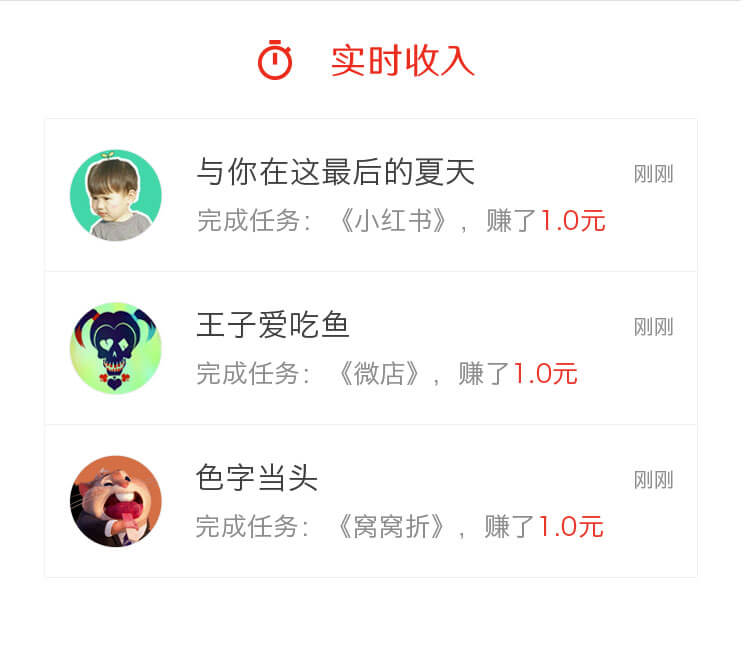 实时收入
与你在这最后的夏天 刚刚
完成任务：《小红书》，赚了1.0元
王子爱吃鱼 刚刚
完成任务：《微店》，赚了1.0元
色字当头 刚刚
完成任务：《窝窝折》，赚了1.0元